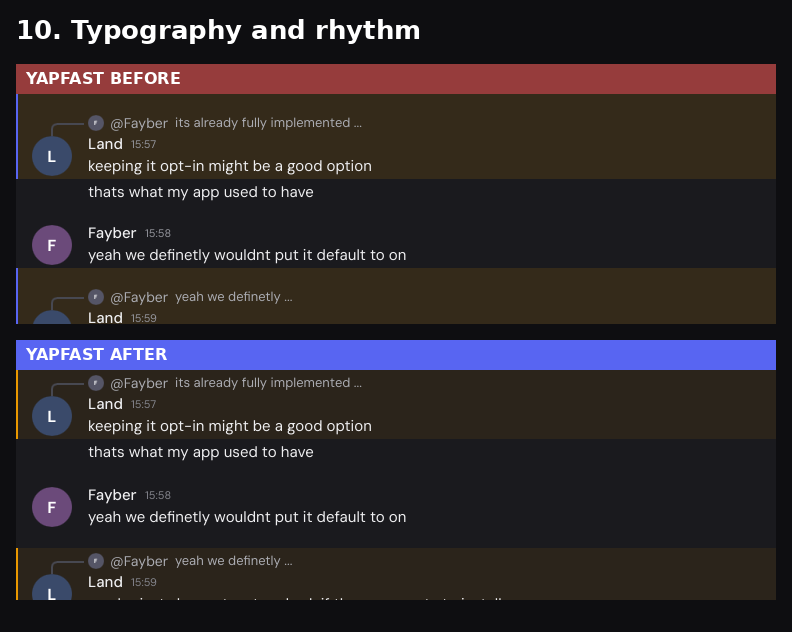 10. Typography and rhythm
YAPFAST BEFORE
F @Fayber its already fully implemented ...
L Land 15:57
keeping it opt-in might be a good option
thats what my app used to have
F Fayber 15:58
yeah we definetly wouldnt put it default to on
F @Fayber yeah we definetly ...
Land 15:59
YAPFAST AFTER
F @Fayber its already fully implemented ...
L Land 15:57
keeping it opt-in might be a good option
thats what my app used to have
F Fayber 15:58
yeah we definetly wouldnt put it default to on
F @Fayber yeah we definetly ...
L Land 15:59